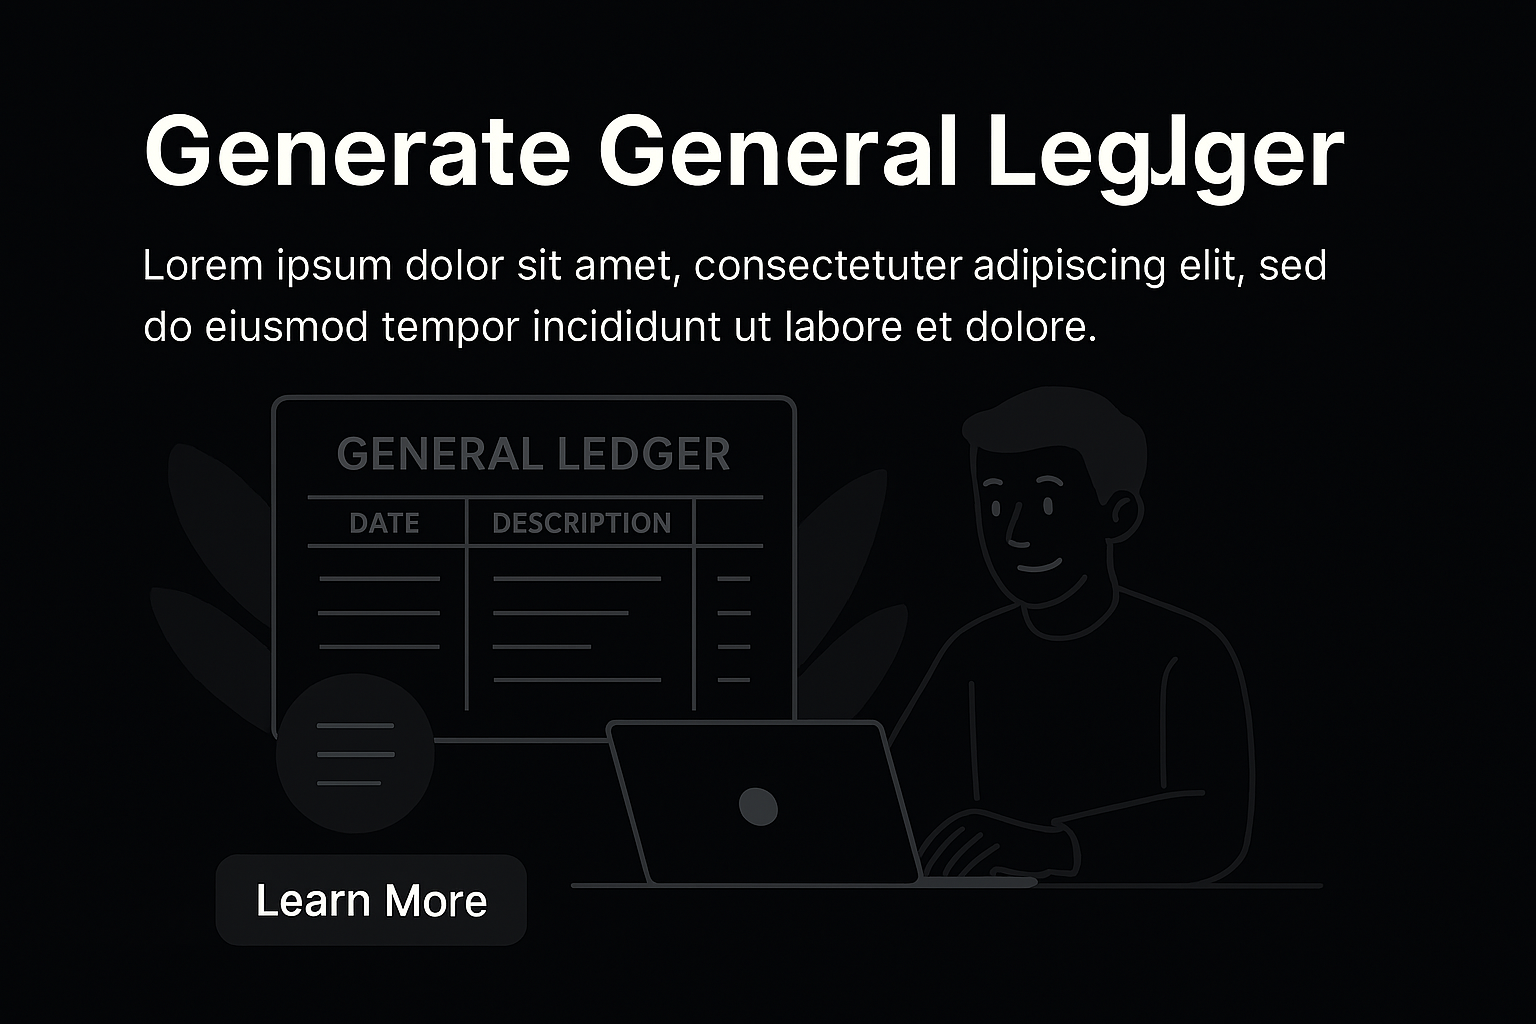 Generate General LegJger
Lorem ipsum dolor sit amet, consectetuter adipiscing elit, sed
do eiusmod tempor incididunt ut labore et dolore.
GENERAL LEDGER
DATE DESCRIPTION
Learn More